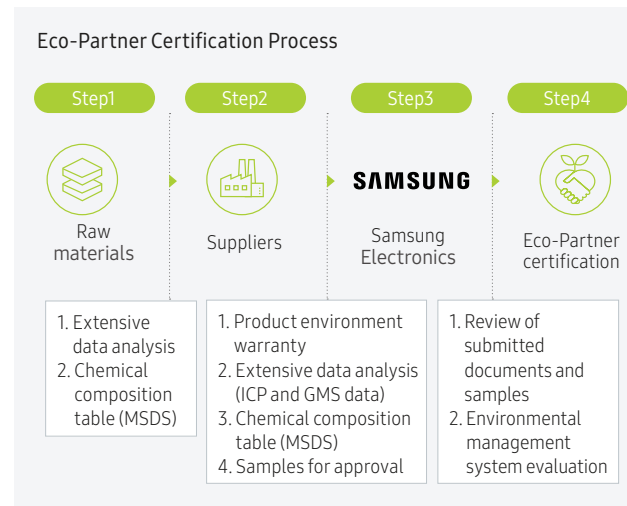 Eco-Partner Certification Process
Step1
Step2
Step3
Step4
SAMSUNG
Raw
materials
Suppliers
Samsung
Electronics
Eco-Partner
certification
1. Extensive
data analysis
2. Chemical
composition
table (MSDS)
1. Product environment
warranty
2. Extensive data analysis
(ICP and GMS data)
3. Chemical composition
table (MSDS)
4. Samples for approval
1. Review of
submitted
documents and
samples
2. Environmental
management
system evaluation